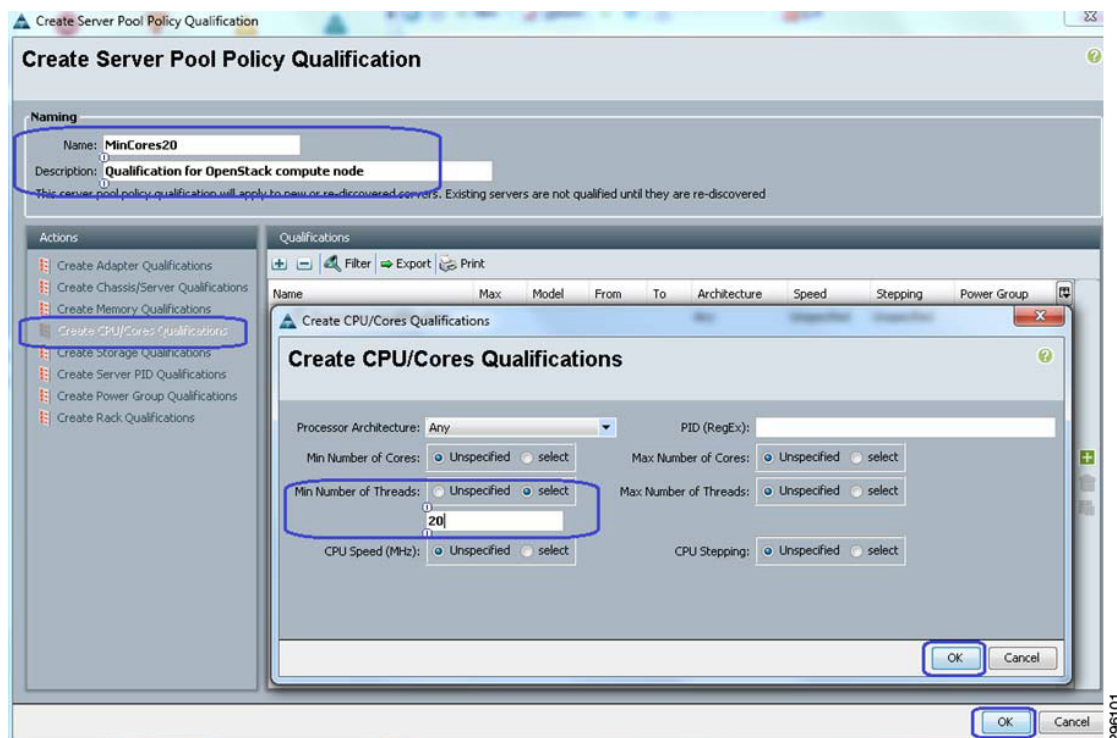 Create Server Pool Policy Qualification
Create Server Pool Policy Qualification
Naming
Name: MinCores20
Description: Qualification for OpenStack compute node
This server pool policy qualification will apply to new or re-discovered servers. Existing servers are not qualified until they are re-discovered
Actions
Create Adapter Qualifications
Create Chassis/Server Qualifications
Create Memory Qualifications
Create CPU/Cores Qualifications
Create Storage Qualifications
Create Server PID Qualifications
Create Power Group Qualifications
Create Rack Qualifications
Qualifications
Filter Export Print
Name Max Model From To Architecture Speed Stepping Power Group
Create CPU/Cores Qualifications
Create CPU/Cores Qualifications
Processor Architecture: Any PID (RegEx):
Min Number of Cores: Unspecified select Max Number of Cores: Unspecified select
Min Number of Threads: Unspecified select Max Number of Threads: Unspecified select
20
CPU Speed (MHz): Unspecified select CPU Stepping: Unspecified select
OK Cancel
OK Cancel
296101